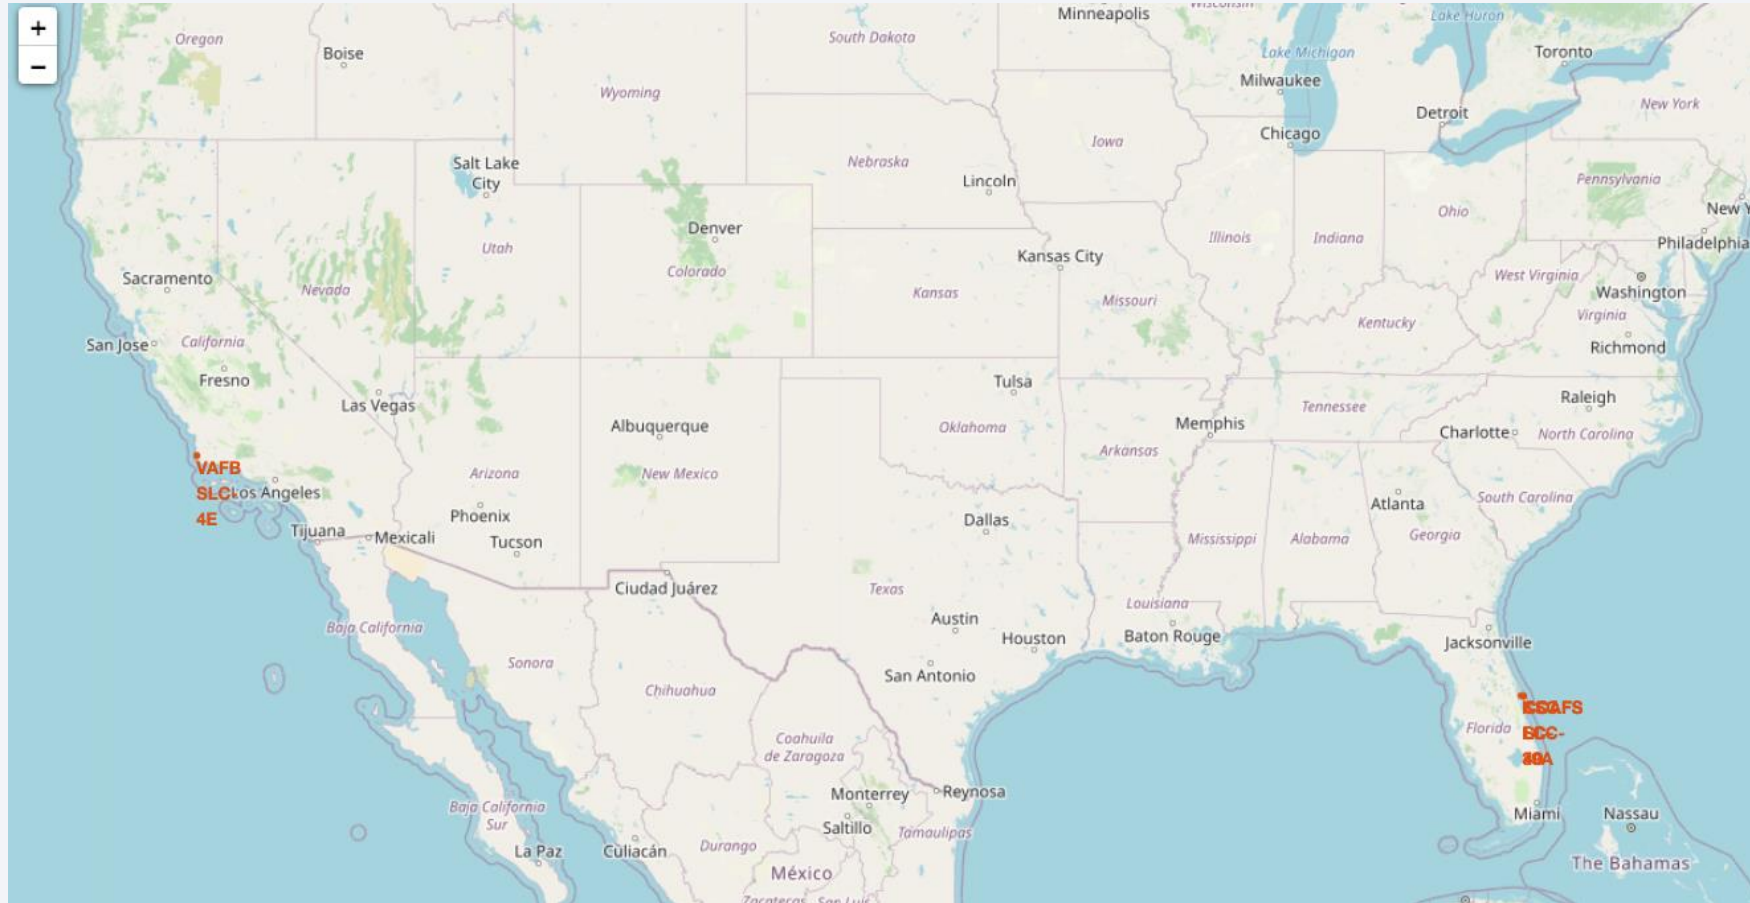 +
−
Minneapolis
Wisconsin
Lake Huron
Oregon
Boise
South Dakota
Lake Michigan
Toronto
Wyoming
Milwaukee
New York
Detroit
Chicago
Iowa
Salt Lake
City
Nebraska
Lincoln
Pennsylvania
New Y
Ohio
Denver
Utah
Illinois
Indiana
Philadelphia
Kansas City
Sacramento
Nevada
Colorado
Kansas
Missouri
West Virginia
Washington
Virginia
Kentucky
San Jose
California
Richmond
Fresno
Las Vegas
Tulsa
Raleigh
Tennessee
Albuquerque
Oklahoma
Memphis
Charlotte
North Carolina
Arkansas
VAFB
SLC-
4E
Los Angeles
Arizona
New Mexico
Atlanta
South Carolina
Phoenix
Dallas
Tijuana
Mexicali
Tucson
Mississippi
Alabama
Georgia
Ciudad Juárez
Texas
Louisiana
Austin
Baja California
Houston
Baton Rouge
Jacksonville
Sonora
San Antonio
Chihuahua
Florida
Coahuila
de Zaragoza
Monterrey
Reynosa
Baja California
Sur
Saltillo
Tamaulipas
Miami
Nassau
La Paz
Culiacán
Durango
México
The Bahamas
Zacatecas
San Luis